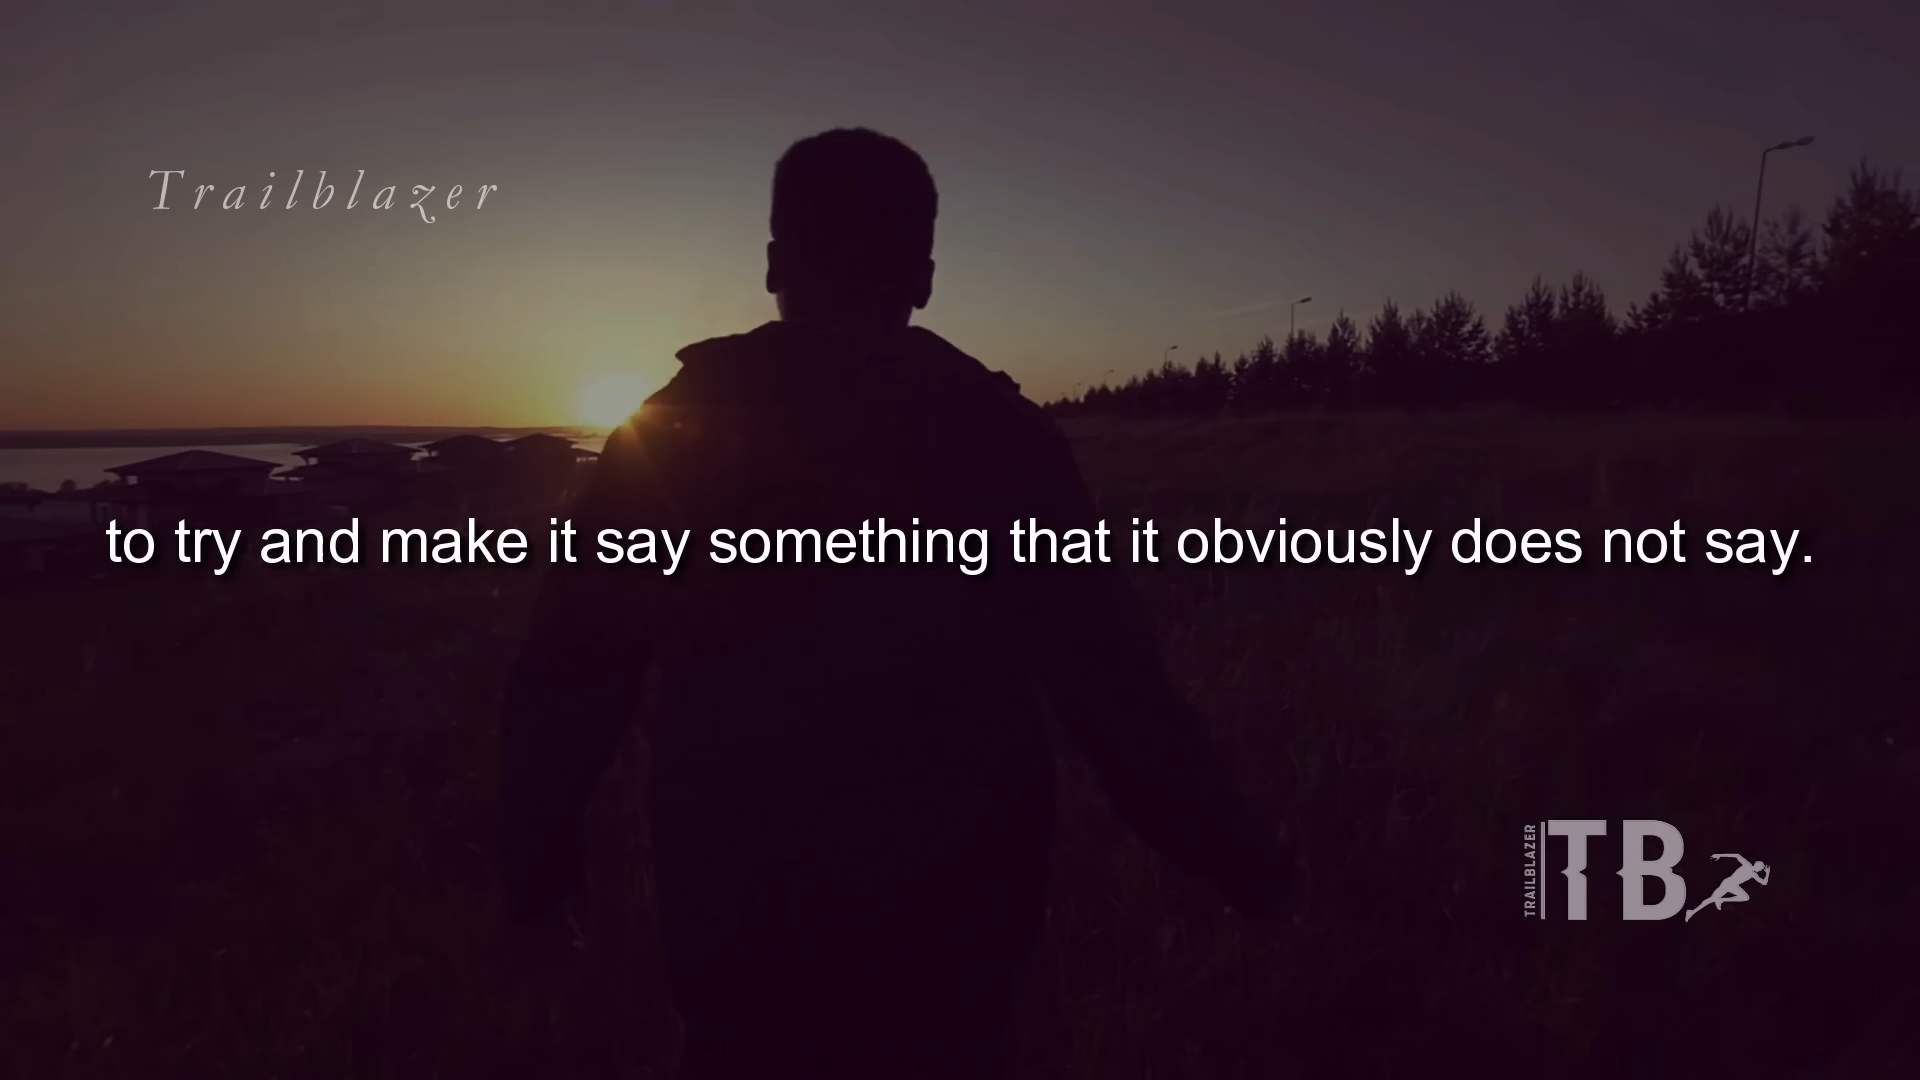 Trailblazer
to try and make it say something that it obviously does not say.
TRAILBLAZER
TB